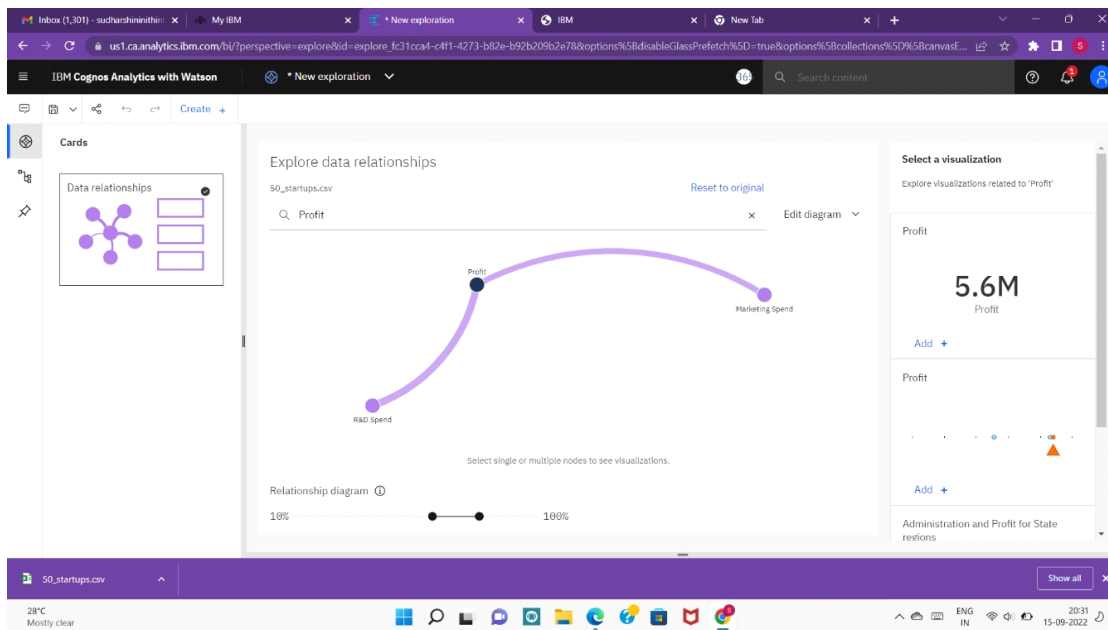 Inbox (1,301) - sudharshininithin
My IBM
* New exploration
IBM
New Tab
us1.ca.analytics.ibm.com/bi/?perspective=explore&id=explore_fc31cca4-c4f1-4273-b82e-b92b209b2e78&options%5BdisableGlassPrefetch%5D=true&options%5Bcollections%5D%5BcanvasE...
S
IBM Cognos Analytics with Watson
* New exploration
365
Search content
1
Create +
Cards
Data relationships
Explore data relationships
50_startups.csv
Reset to original
Profit
Edit diagram
Profit
Marketing Spend
R&D Spend
Select single or multiple nodes to see visualizations.
Relationship diagram
10%
100%
Select a visualization
Explore visualizations related to 'Profit'
Profit
5.6M
Profit
Add +
Profit
Add +
Administration and Profit for State
regions
50_startups.csv
Show all
28°C
Mostly clear
ENG
IN
20:31
15-09-2022